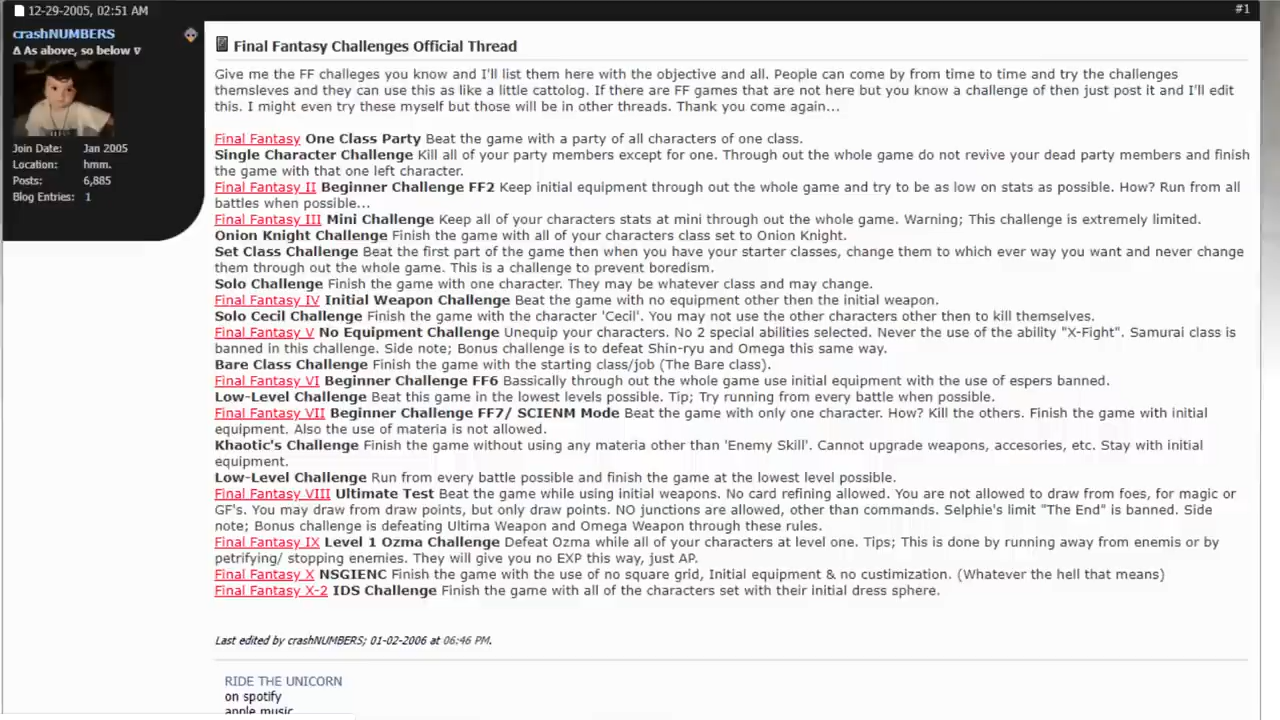 12-29-2005, 02:51 AM
#1
crashNUMBERS
Δ As above, so below ∇
Join Date: Jan 2005
Location: hmm.
Posts: 6,885
Blog Entries: 1
Final Fantasy Challenges Official Thread
Give me the FF challeges you know and I'll list them here with the objective and all. People can come by from time to time and try the challenges
themsleves and they can use this as like a little cattolog. If there are FF games that are not here but you know a challenge of then just post it and I'll edit
this. I might even try these myself but those will be in other threads. Thank you come again...
Final Fantasy One Class Party Beat the game with a party of all characters of one class.
Single Character Challenge Kill all of your party members except for one. Through out the whole game do not revive your dead party members and finish
the game with that one left character.
Final Fantasy II Beginner Challenge FF2 Keep initial equipment through out the whole game and try to be as low on stats as possible. How? Run from all
battles when possible...
Final Fantasy III Mini Challenge Keep all of your characters stats at mini through out the whole game. Warning; This challenge is extremely limited.
Onion Knight Challenge Finish the game with all of your characters class set to Onion Knight.
Set Class Challenge Beat the first part of the game then when you have your starter classes, change them to which ever way you want and never change
them through out the whole game. This is a challenge to prevent boredism.
Solo Challenge Finish the game with one character. They may be whatever class and may change.
Final Fantasy IV Initial Weapon Challenge Beat the game with no equipment other then the initial weapon.
Solo Cecil Challenge Finish the game with the character 'Cecil'. You may not use the other characters other then to kill themselves.
Final Fantasy V No Equipment Challenge Unequip your characters. No 2 special abilities selected. Never the use of the ability "X-Fight". Samurai class is
banned in this challenge. Side note; Bonus challenge is to defeat Shin-ryu and Omega this same way.
Bare Class Challenge Finish the game with the starting class/job (The Bare class).
Final Fantasy VI Beginner Challenge FF6 Bassically through out the whole game use initial equipment with the use of espers banned.
Low-Level Challenge Beat this game in the lowest levels possible. Tip; Try running from every battle when possible.
Final Fantasy VII Beginner Challenge FF7/ SCIENM Mode Beat the game with only one character. How? Kill the others. Finish the game with initial
equipment. Also the use of materia is not allowed.
Khaotic's Challenge Finish the game without using any materia other than 'Enemy Skill'. Cannot upgrade weapons, accesories, etc. Stay with initial
equipment.
Low-Level Challenge Run from every battle possible and finish the game at the lowest level possible.
Final Fantasy VIII Ultimate Test Beat the game while using initial weapons. No card refining allowed. You are not allowed to draw from foes, for magic or
GF's. You may draw from draw points, but only draw points. NO junctions are allowed, other than commands. Selphie's limit "The End" is banned. Side
note; Bonus challenge is defeating Ultima Weapon and Omega Weapon through these rules.
Final Fantasy IX Level 1 Ozma Challenge Defeat Ozma while all of your characters at level one. Tips; This is done by running away from enemis or by
petrifying/ stopping enemies. They will give you no EXP this way, just AP.
Final Fantasy X NSGIENC Finish the game with the use of no square grid, Initial equipment & no custimization. (Whatever the hell that means)
Final Fantasy X-2 IDS Challenge Finish the game with all of the characters set with their initial dress sphere.
Last edited by crashNUMBERS; 01-02-2006 at 06:46 PM.
RIDE THE UNICORN
on spotify
apple music